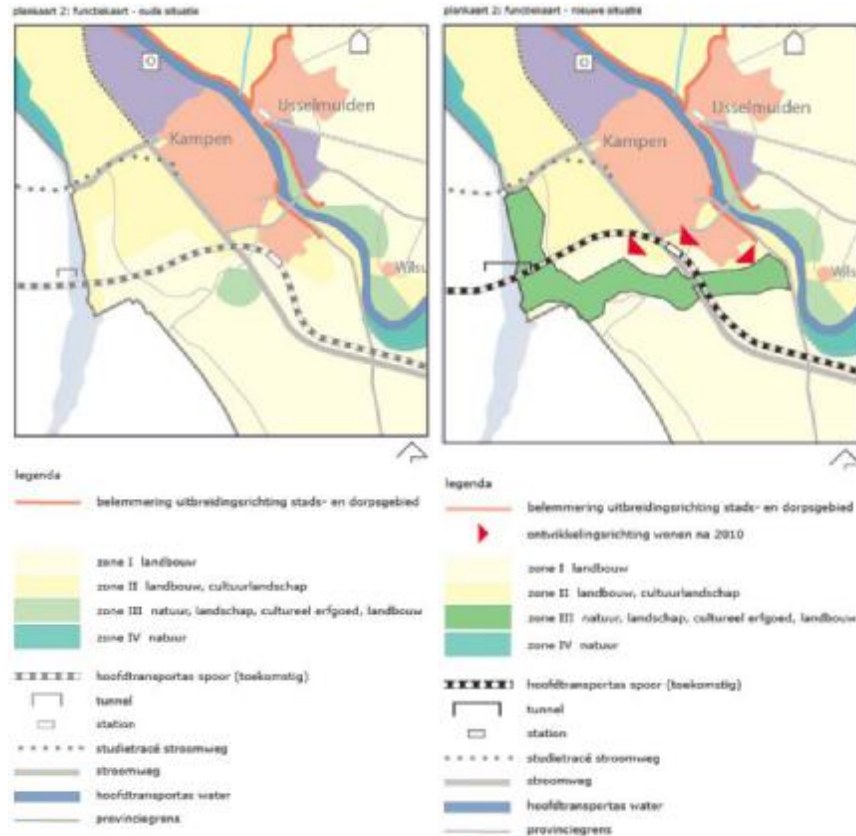 plankaart 2: functiekaart - oude situatie
IJsselmuiden
Kampen
Wilsu
legenda
belemmering uitbreidingsrichting stads- en dorpsgebied
zone I landbouw
zone II landbouw, cultuurlandschap
zone III natuur, landschap, cultureel erfgoed, landbouw
zone IV natuur
hoofdtransportas spoor (toekomstig)
tunnel
station
studietracé stroomweg
stroomweg
hoofdtransportas water
provinciegrens
plankaart 2: functiekaart - nieuwe situatie
IJsselmuiden
Kampen
Wilsu
legenda
belemmering uitbreidingsrichting stads- en dorpsgebied
ontwikkelingsrichting wonen na 2010
zone I landbouw
zone II landbouw, cultuurlandschap
zone III natuur, landschap, cultureel erfgoed, landbouw
zone IV natuur
hoofdtransportas spoor (toekomstig)
tunnel
station
studietracé stroomweg
stroomweg
hoofdtransportas water
provinciegrens